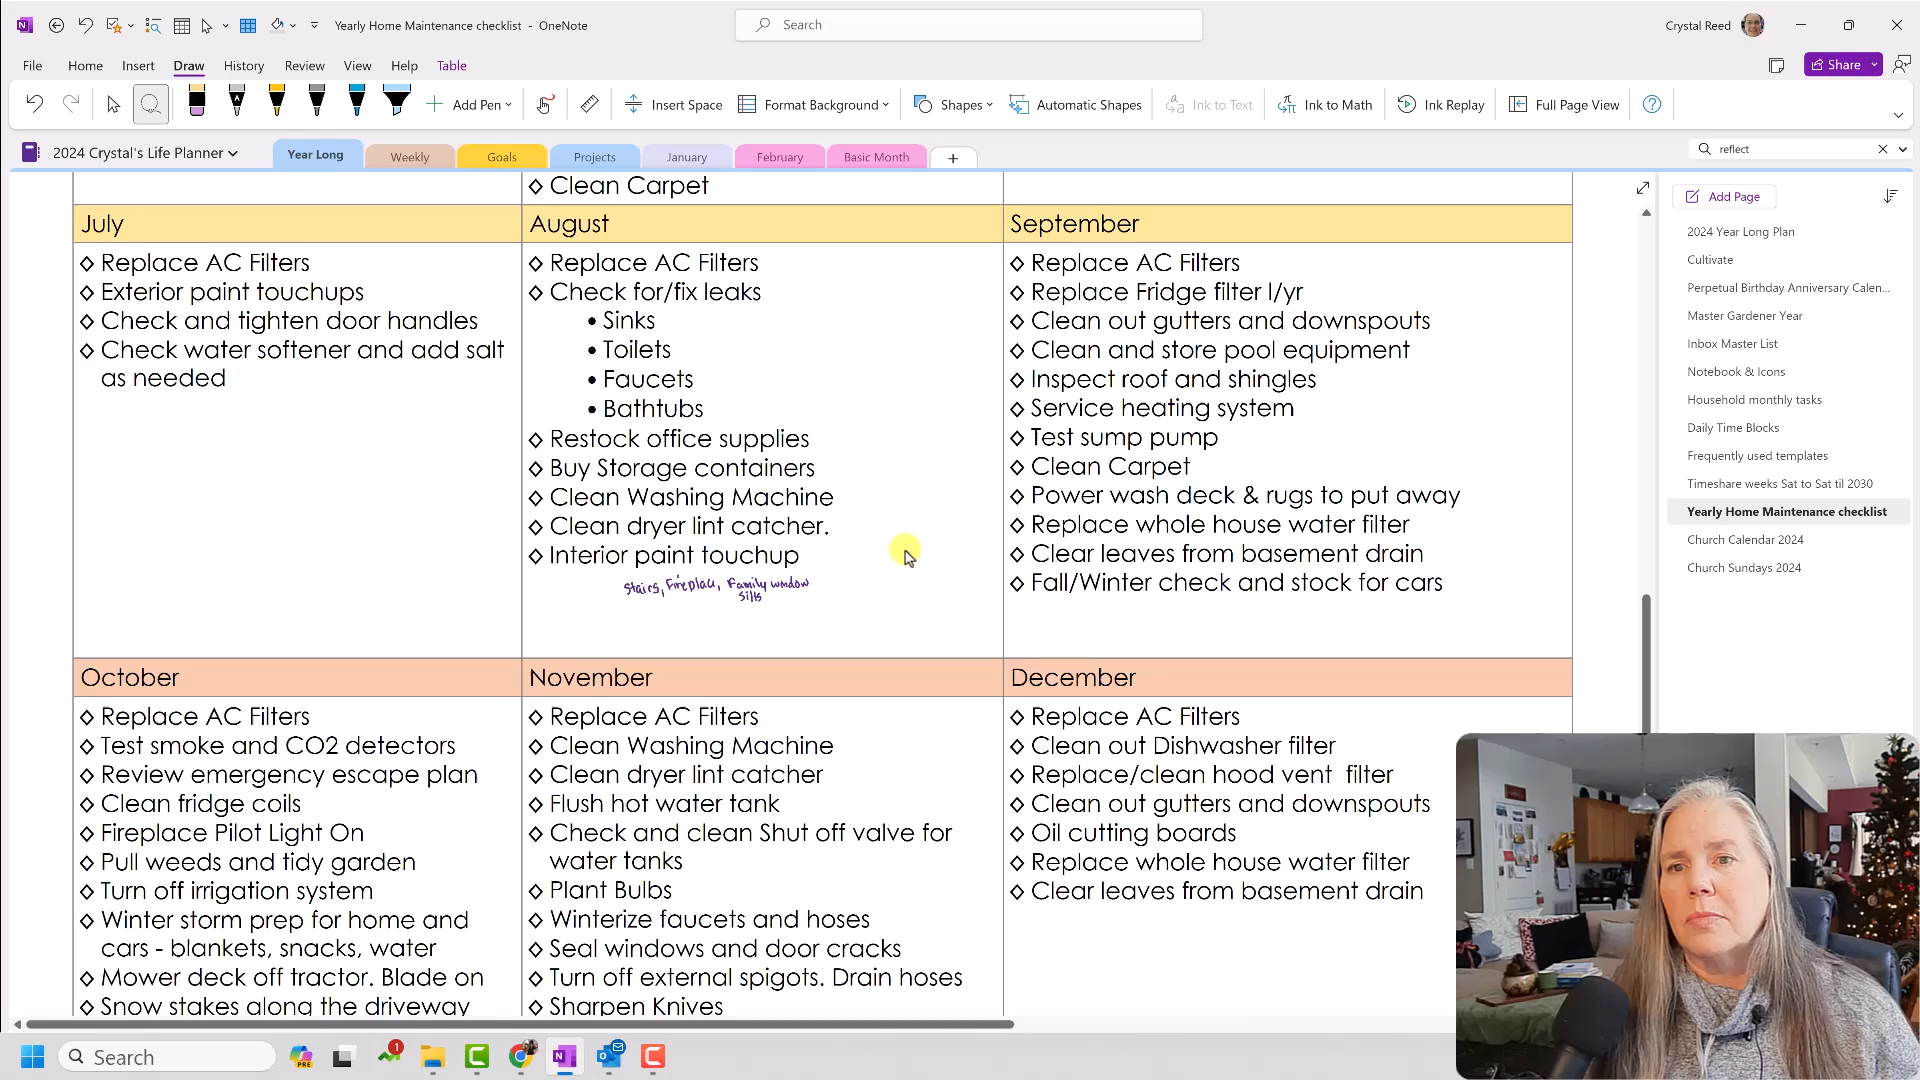 Yearly Home Maintenance checklist - OneNote
Search
Crystal Reed
File Home Insert Draw History Review View Help Table
Share
Add Pen
Insert Space
Format Background
Shapes
Automatic Shapes
Ink to Text
Ink to Math
Ink Replay
Full Page View
2024 Crystal's Life Planner
Year Long
Weekly
Goals
Projects
January
February
Basic Month
reflect
◊ Clean Carpet
July
◊ Replace AC Filters
◊ Exterior paint touchups
◊ Check and tighten door handles
◊ Check water softener and add salt
as needed
August
◊ Replace AC Filters
◊ Check for/fix leaks
• Sinks
• Toilets
• Faucets
• Bathtubs
◊ Restock office supplies
◊ Buy Storage containers
◊ Clean Washing Machine
◊ Clean dryer lint catcher.
◊ Interior paint touchup
Stairs, Fireplace, Family window
Sills
September
◊ Replace AC Filters
◊ Replace Fridge filter 1/yr
◊ Clean out gutters and downspouts
◊ Clean and store pool equipment
◊ Inspect roof and shingles
◊ Service heating system
◊ Test sump pump
◊ Clean Carpet
◊ Power wash deck & rugs to put away
◊ Replace whole house water filter
◊ Clear leaves from basement drain
◊ Fall/Winter check and stock for cars
October
◊ Replace AC Filters
◊ Test smoke and CO2 detectors
◊ Review emergency escape plan
◊ Clean fridge coils
◊ Fireplace Pilot Light On
◊ Pull weeds and tidy garden
◊ Turn off irrigation system
◊ Winter storm prep for home and
cars - blankets, snacks, water
◊ Mower deck off tractor. Blade on
◊ Snow stakes along the driveway
November
◊ Replace AC Filters
◊ Clean Washing Machine
◊ Clean dryer lint catcher
◊ Flush hot water tank
◊ Check and clean Shut off valve for
water tanks
◊ Plant Bulbs
◊ Winterize faucets and hoses
◊ Seal windows and door cracks
◊ Turn off external spigots. Drain hoses
◊ Sharpen Knives
December
◊ Replace AC Filters
◊ Clean out Dishwasher filter
◊ Replace/clean hood vent filter
◊ Clean out gutters and downspouts
◊ Oil cutting boards
◊ Replace whole house water filter
◊ Clear leaves from basement drain
Add Page
2024 Year Long Plan
Cultivate
Perpetual Birthday Anniversary Calen...
Master Gardener Year
Inbox Master List
Notebook & Icons
Household monthly tasks
Daily Time Blocks
Frequently used templates
Timeshare weeks Sat to Sat til 2030
Yearly Home Maintenance checklist
Church Calendar 2024
Church Sundays 2024
Search
PRE
1